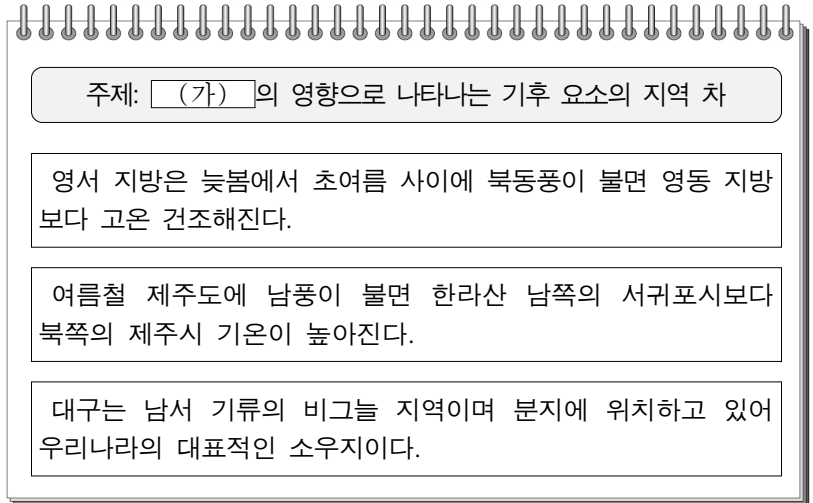 주제: (가) 의 영향으로 나타나는 기후 요소의 지역 차
영서 지방은 늦봄에서 초여름 사이에 북동풍이 불면 영동 지방
보다 고온 건조해진다.
여름철 제주도에 남풍이 불면 한라산 남쪽의 서귀포시보다
북쪽의 제주시 기온이 높아진다.
대구는 남서 기류의 비그늘 지역이며 분지에 위치하고 있어
우리나라의 대표적인 소우지이다.